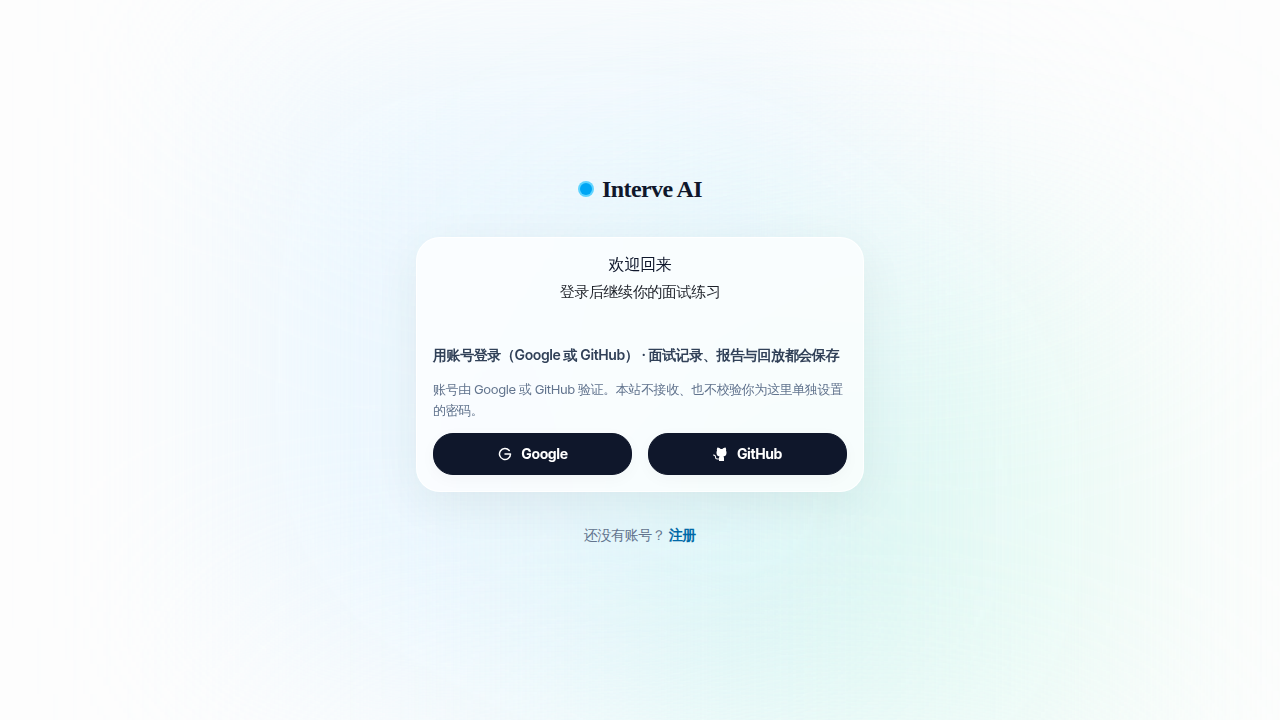 Interve AI
欢迎回来
登录后继续你的面试练习
用账号登录（Google 或 GitHub） · 面试记录、报告与回放都会保存
账号由 Google 或 GitHub 验证。本站不接收、也不校验你为这里单独设置
的密码。
Google
GitHub
还没有账号？ 注册